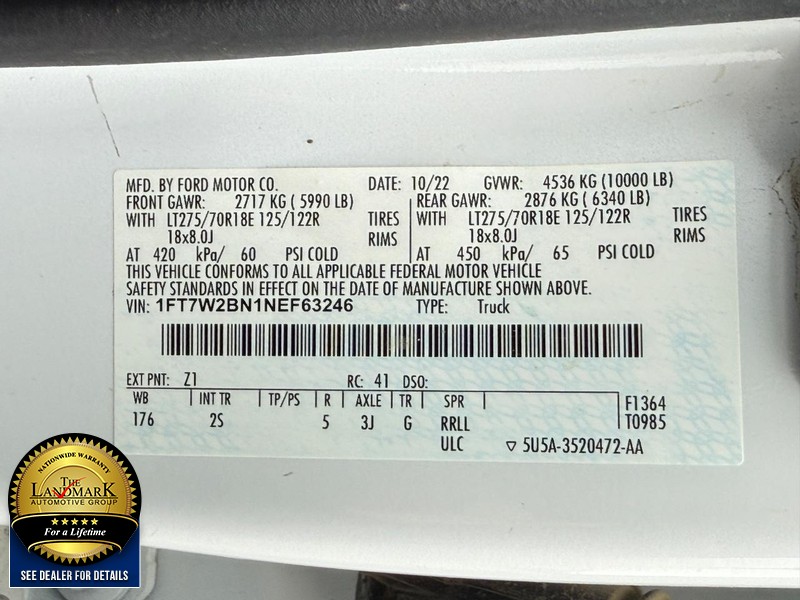 MFD. BY FORD MOTOR CO. DATE: 10/22 GVWR: 4536 KG (10000 LB)
FRONT GAWR: 2717 KG ( 5990 LB) REAR GAWR: 2876 KG ( 6340 LB)
WITH LT275/70R18E 125/122R TIRES WITH LT275/70R18E 125/122R TIRES
18x8.0J RIMS 18x8.0J RIMS
AT 420 kPa/ 60 PSI COLD AT 450 kPa/ 65 PSI COLD
THIS VEHICLE CONFORMS TO ALL APPLICABLE FEDERAL MOTOR VEHICLE
SAFETY STANDARDS IN EFFECT ON THE DATE OF MANUFACTURE SHOWN ABOVE.
VIN: 1FT7W2BN1NEF63246 TYPE: Truck
EXT PNT: Z1 RC: 41 DSO:
WB INT TR TP/PS R AXLE TR SPR F1364
176 2S 5 3J G RRLL T0985
ULC ▽ 5U5A-3520472-AA
NATIONWIDE WARRANTY
THE
LANDMARK
AUTOMOTIVE GROUP
★★★★★
For a Lifetime
SEE DEALER FOR DETAILS